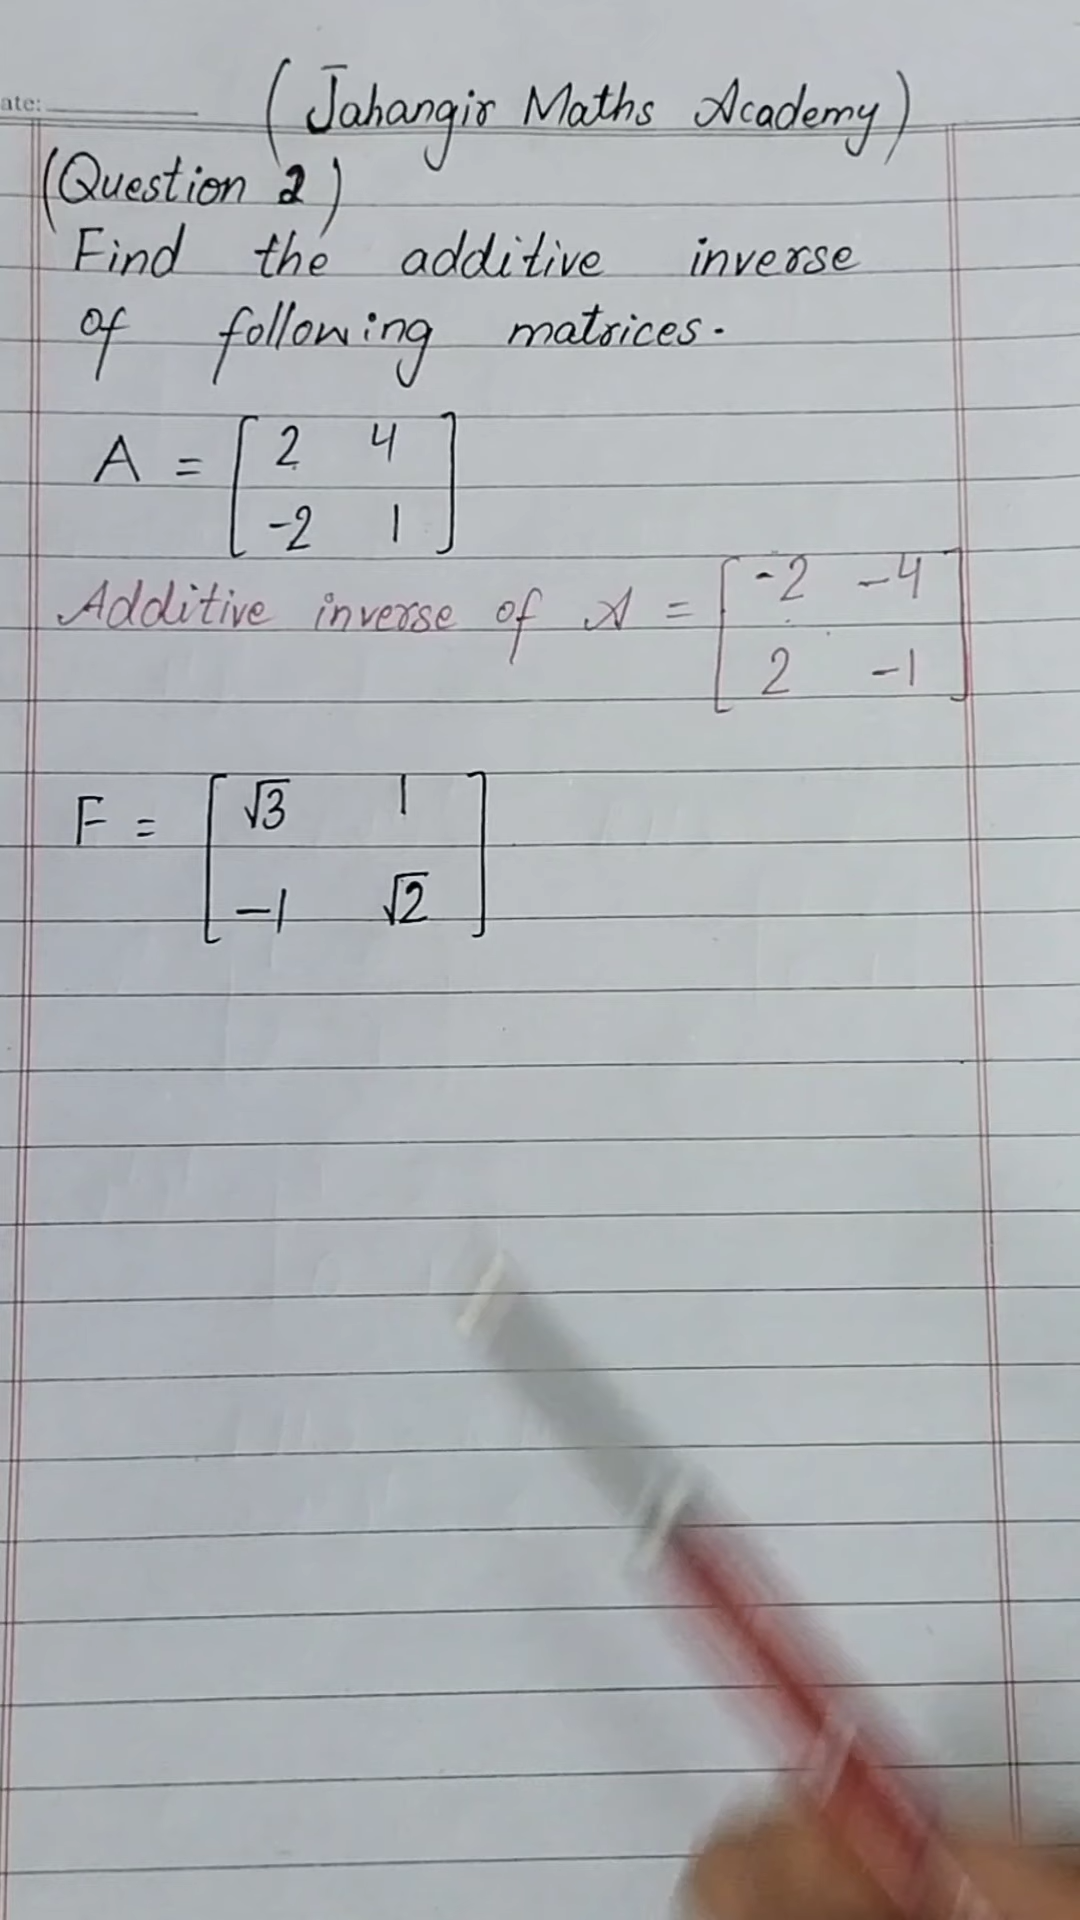 ate:
(Jahangir Maths Academy)
(Question 2)
Find the additive inverse
of following matrices.
A = [ 2 4
-2 1 ]
Additive inverse of A = [ -2 -4
2 -1 ]
F = [ √3 1
-1 √2 ]